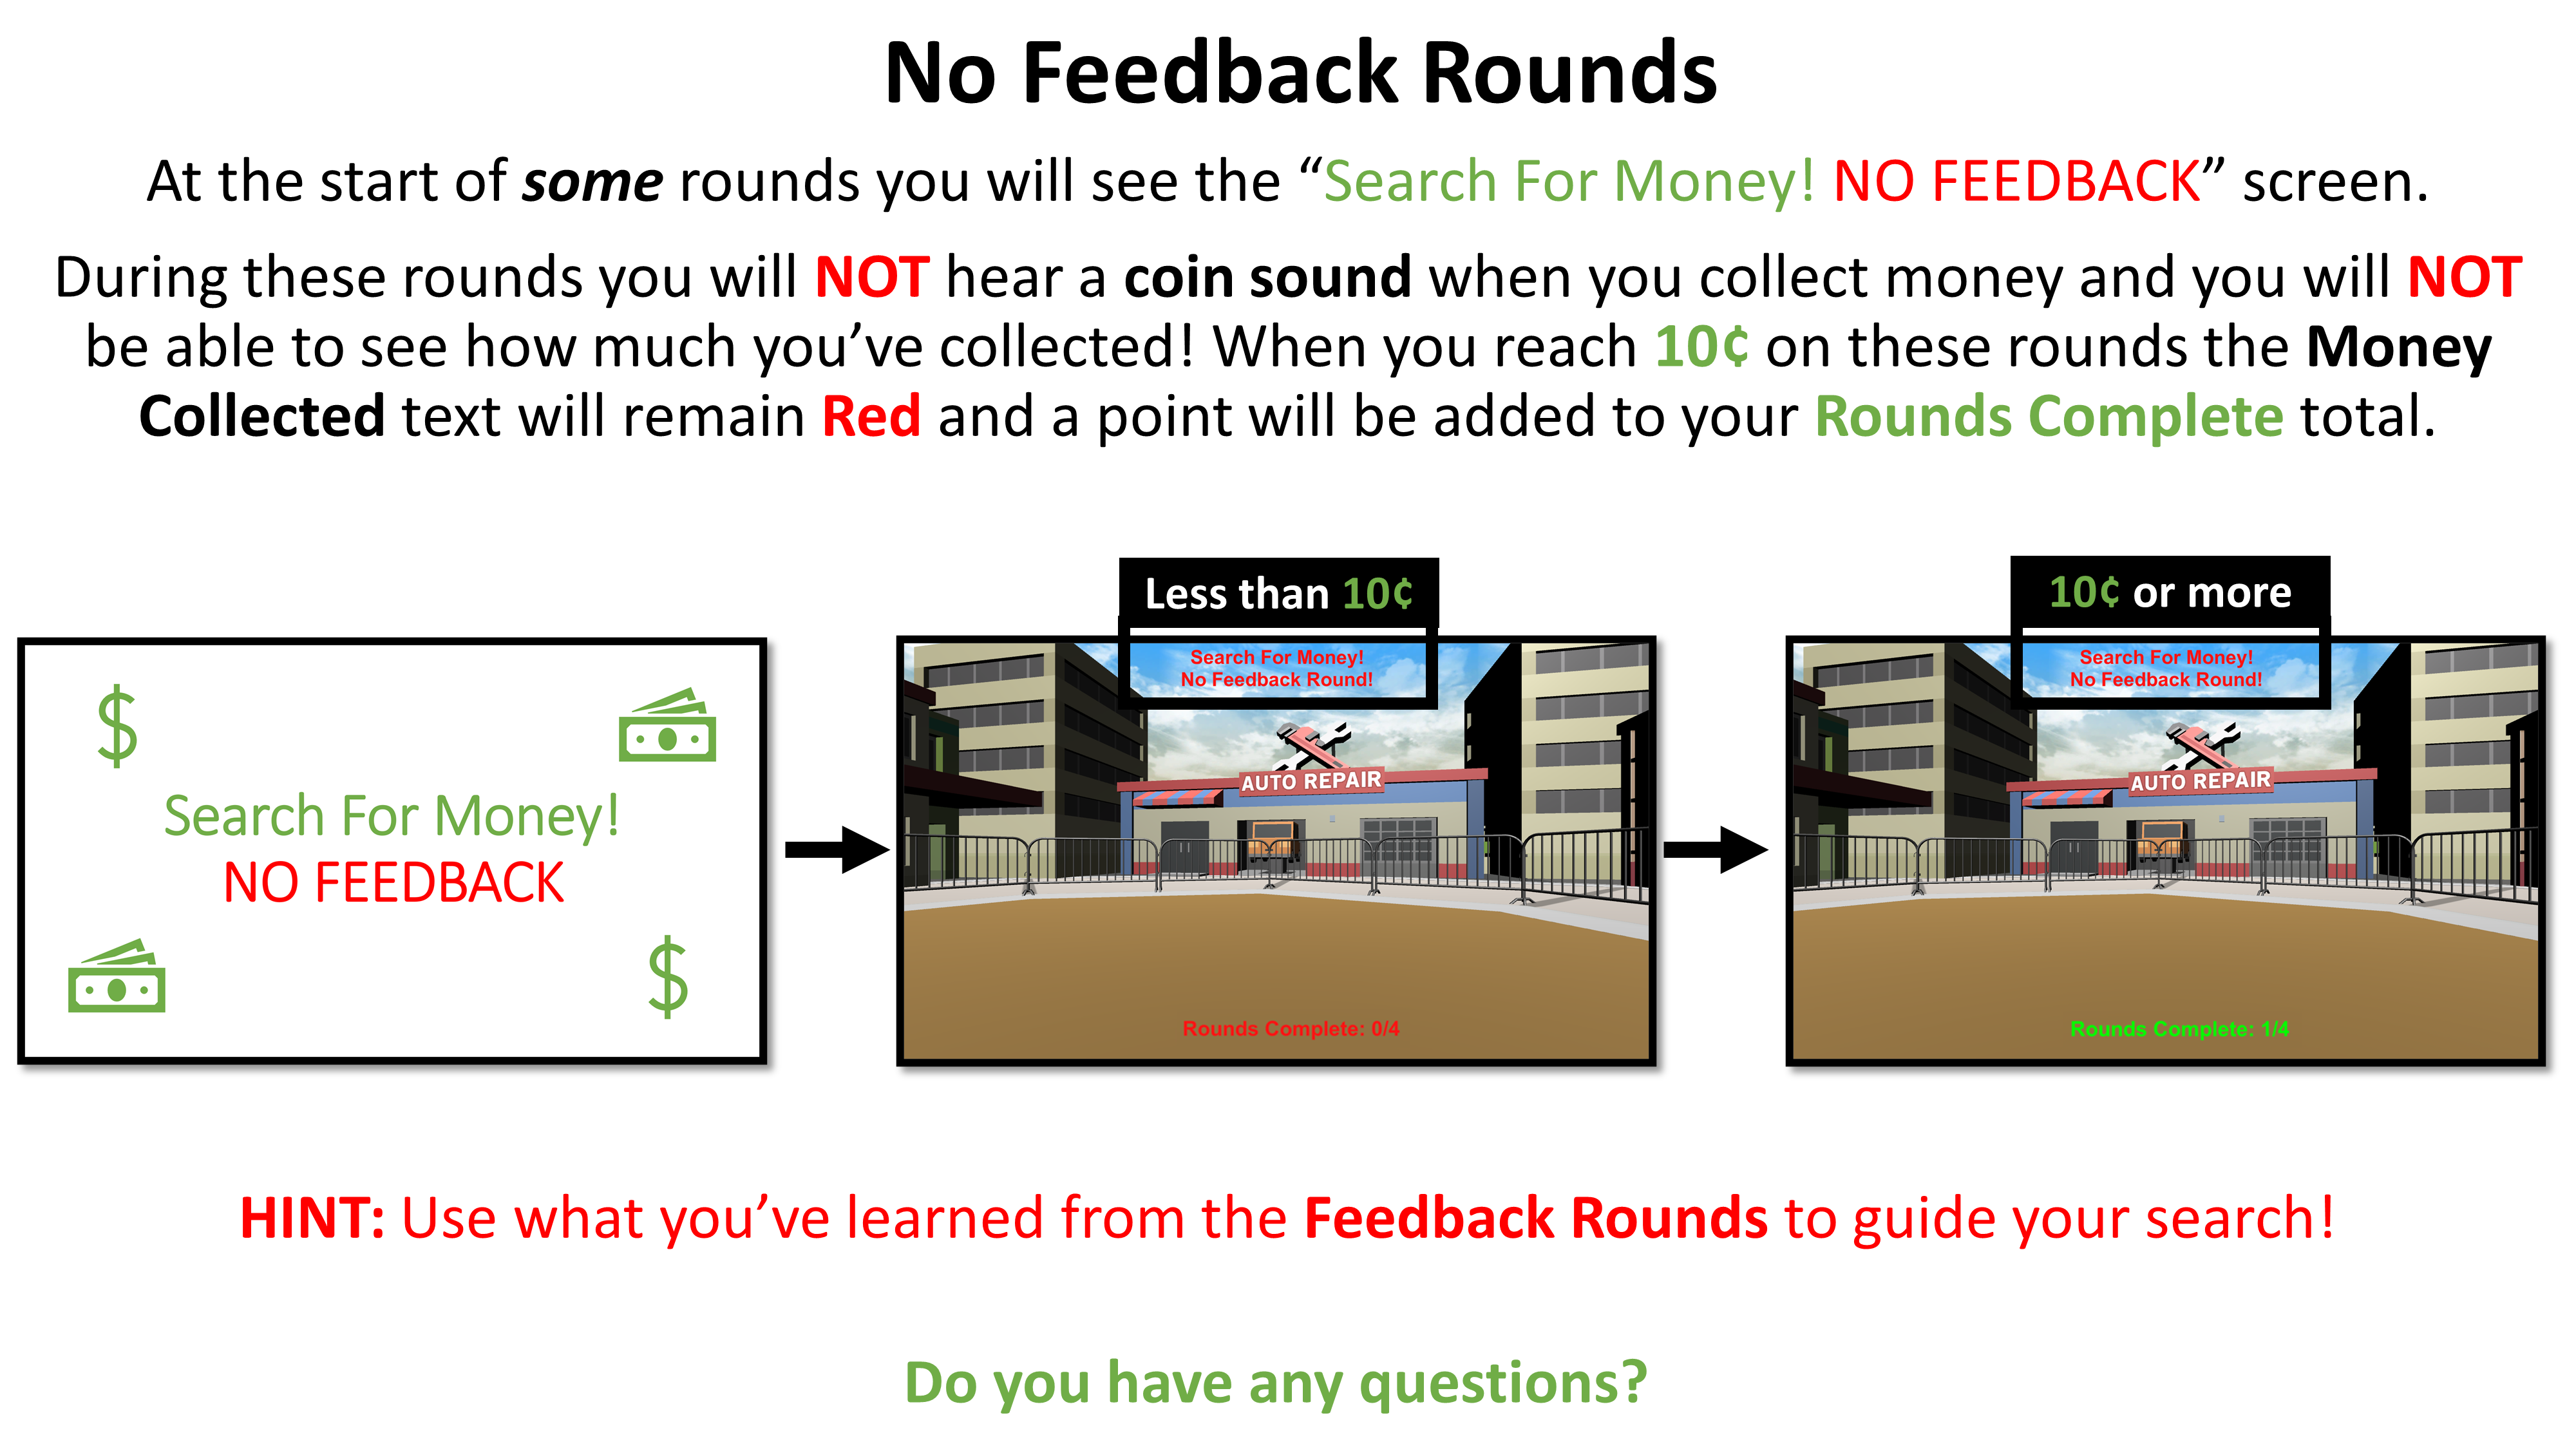 No Feedback Rounds
At the start of some rounds you will see the “Search For Money! NO FEEDBACK” screen.
During these rounds you will NOT hear a coin sound when you collect money and you will NOT
be able to see how much you’ve collected! When you reach 10¢ on these rounds the Money
Collected text will remain Red and a point will be added to your Rounds Complete total.
$
Search For Money!
NO FEEDBACK
$
Less than 10¢
Search For Money!
No Feedback Round!
AUTO REPAIR
Rounds Complete: 0/4
10¢ or more
Search For Money!
No Feedback Round!
AUTO REPAIR
Rounds Complete: 1/4
HINT: Use what you’ve learned from the Feedback Rounds to guide your search!
Do you have any questions?